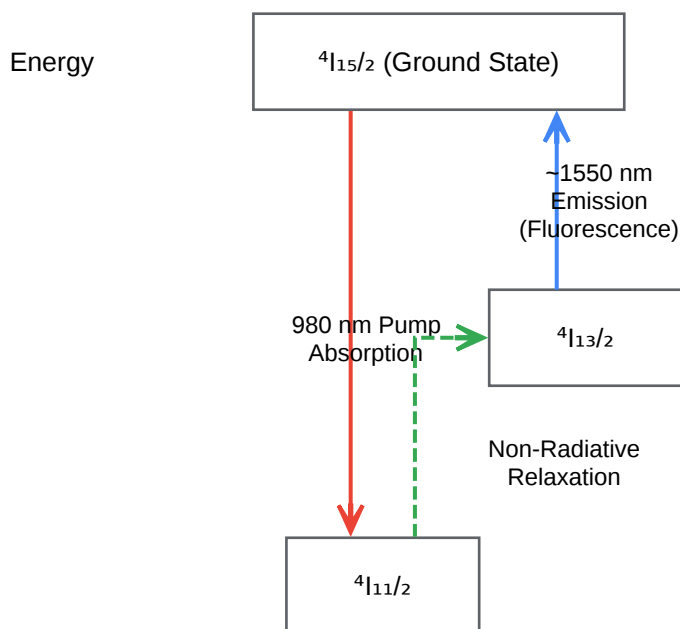 Energy
⁴I₁₅/₂ (Ground State)
~1550 nm
Emission
(Fluorescence)
980 nm Pump
Absorption
⁴I₁₃/₂
Non-Radiative
Relaxation
⁴I₁₁/₂